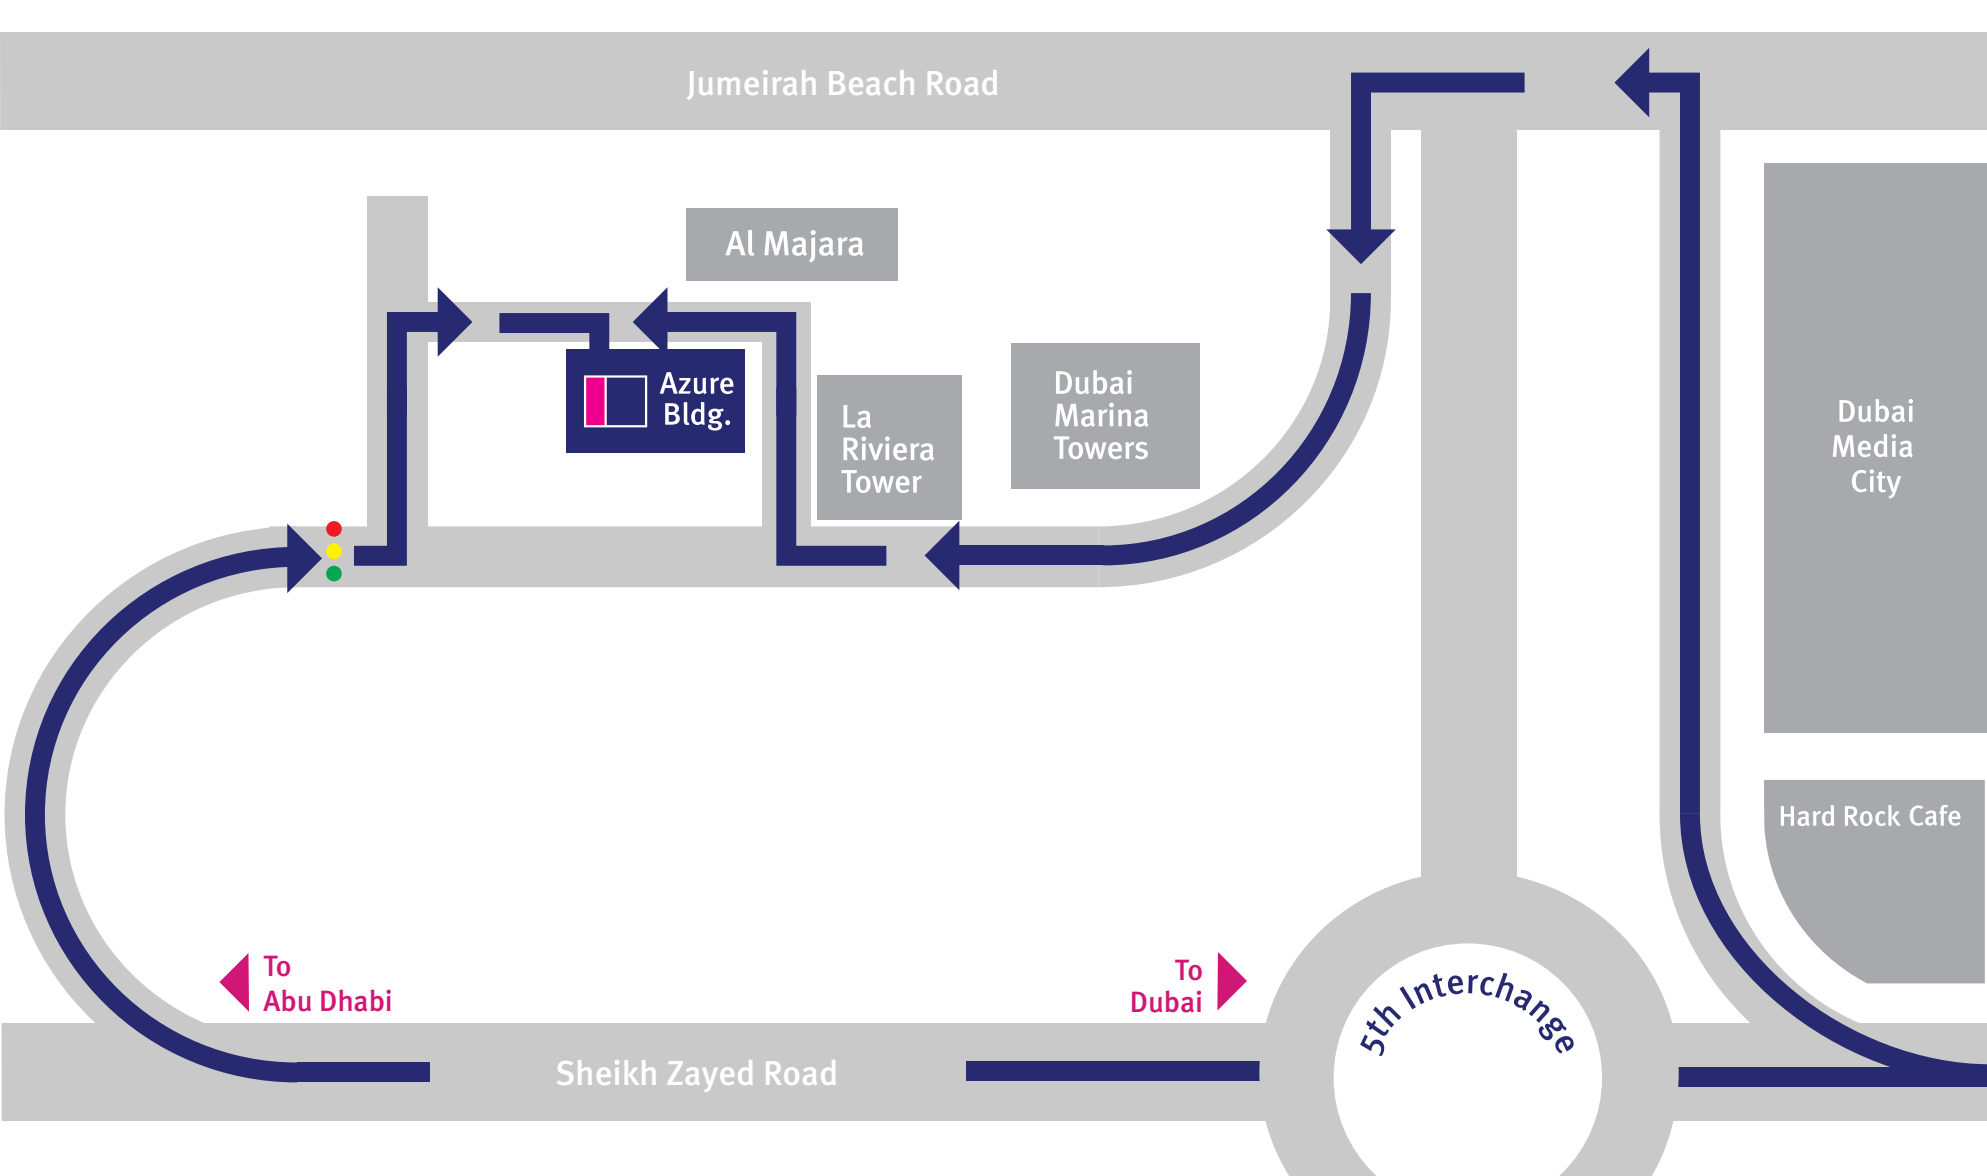 Jumeirah Beach Road
Al Majara
Azure
Bldg.
La
Riviera
Tower
Dubai
Marina
Towers
Dubai
Media
City
Hard Rock Cafe
To
Abu Dhabi
To
Dubai
5th Interchange
Sheikh Zayed Road